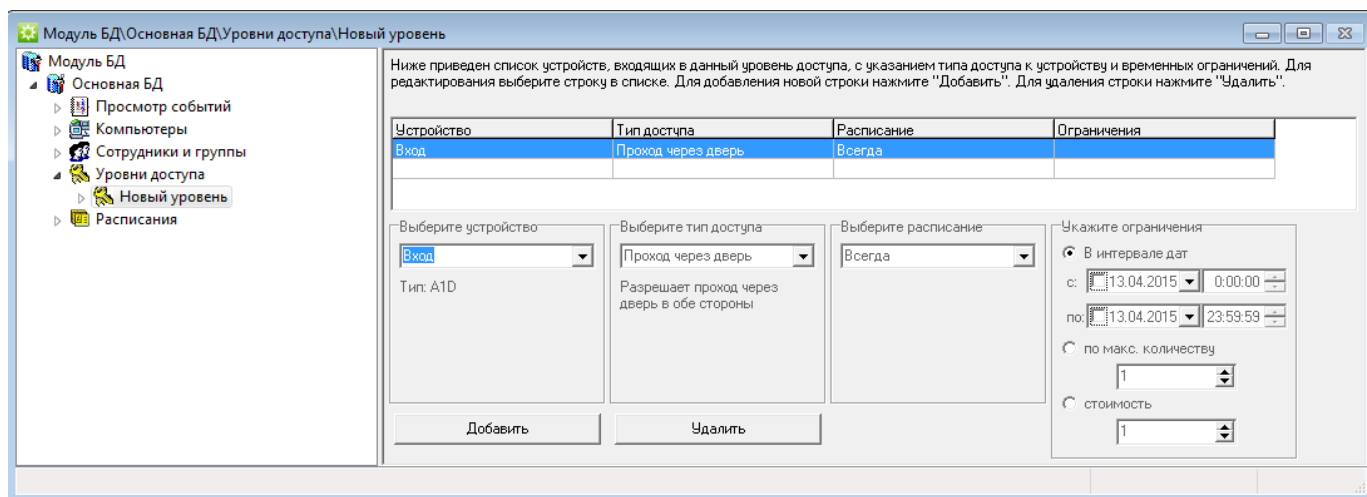 Модуль БД\Основная БД\Уровни доступа\Новый уровень
Модуль БД
Основная БД
Просмотр событий
Компьютеры
Сотрудники и группы
Уровни доступа
Новый уровень
Расписания
Ниже приведен список устройств, входящих в данный уровень доступа, с указанием типа доступа к устройству и временных ограничений. Для
редактирования выберите строку в списке. Для добавления новой строки нажмите "Добавить". Для удаления строки нажмите "Удалить".
Устройство Тип доступа Расписание Ограничения
Вход Проход через дверь Всегда
Выберите устройство
Вход
Тип: A1D
Выберите тип доступа
Проход через дверь
Разрешает проход через
дверь в обе стороны
Выберите расписание
Всегда
Укажите ограничения
В интервале дат
с: 13.04.2015 0:00:00
по: 13.04.2015 23:59:59
по макс. количеству
1
стоимость
1
Добавить
Удалить